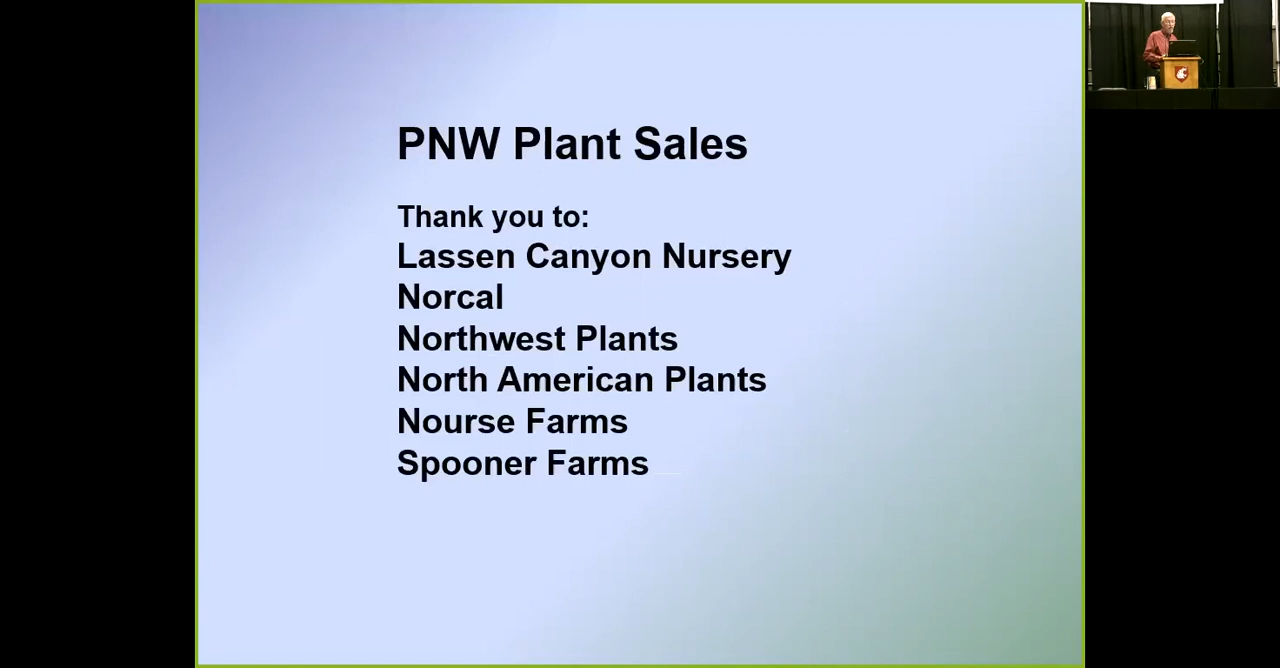 PNW Plant Sales
Thank you to:
Lassen Canyon Nursery
Norcal
Northwest Plants
North American Plants
Nourse Farms
Spooner Farms